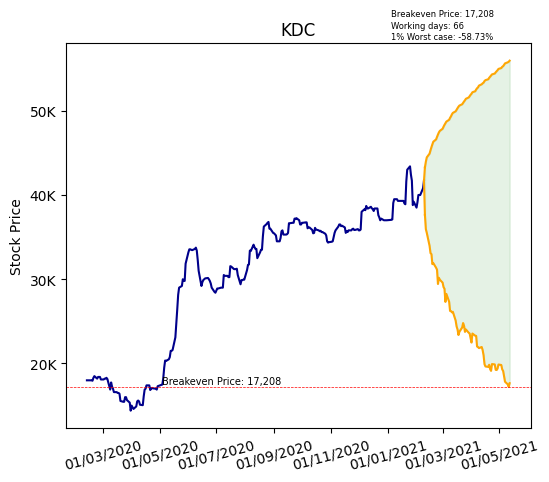 Breakeven Price: 17,208
Working days: 66
1% Worst case: -58.73%
KDC
Stock Price
50K
40K
30K
20K
Breakeven Price: 17,208
01/03/2020
01/05/2020
01/07/2020
01/09/2020
01/11/2020
01/01/2021
01/03/2021
01/05/2021